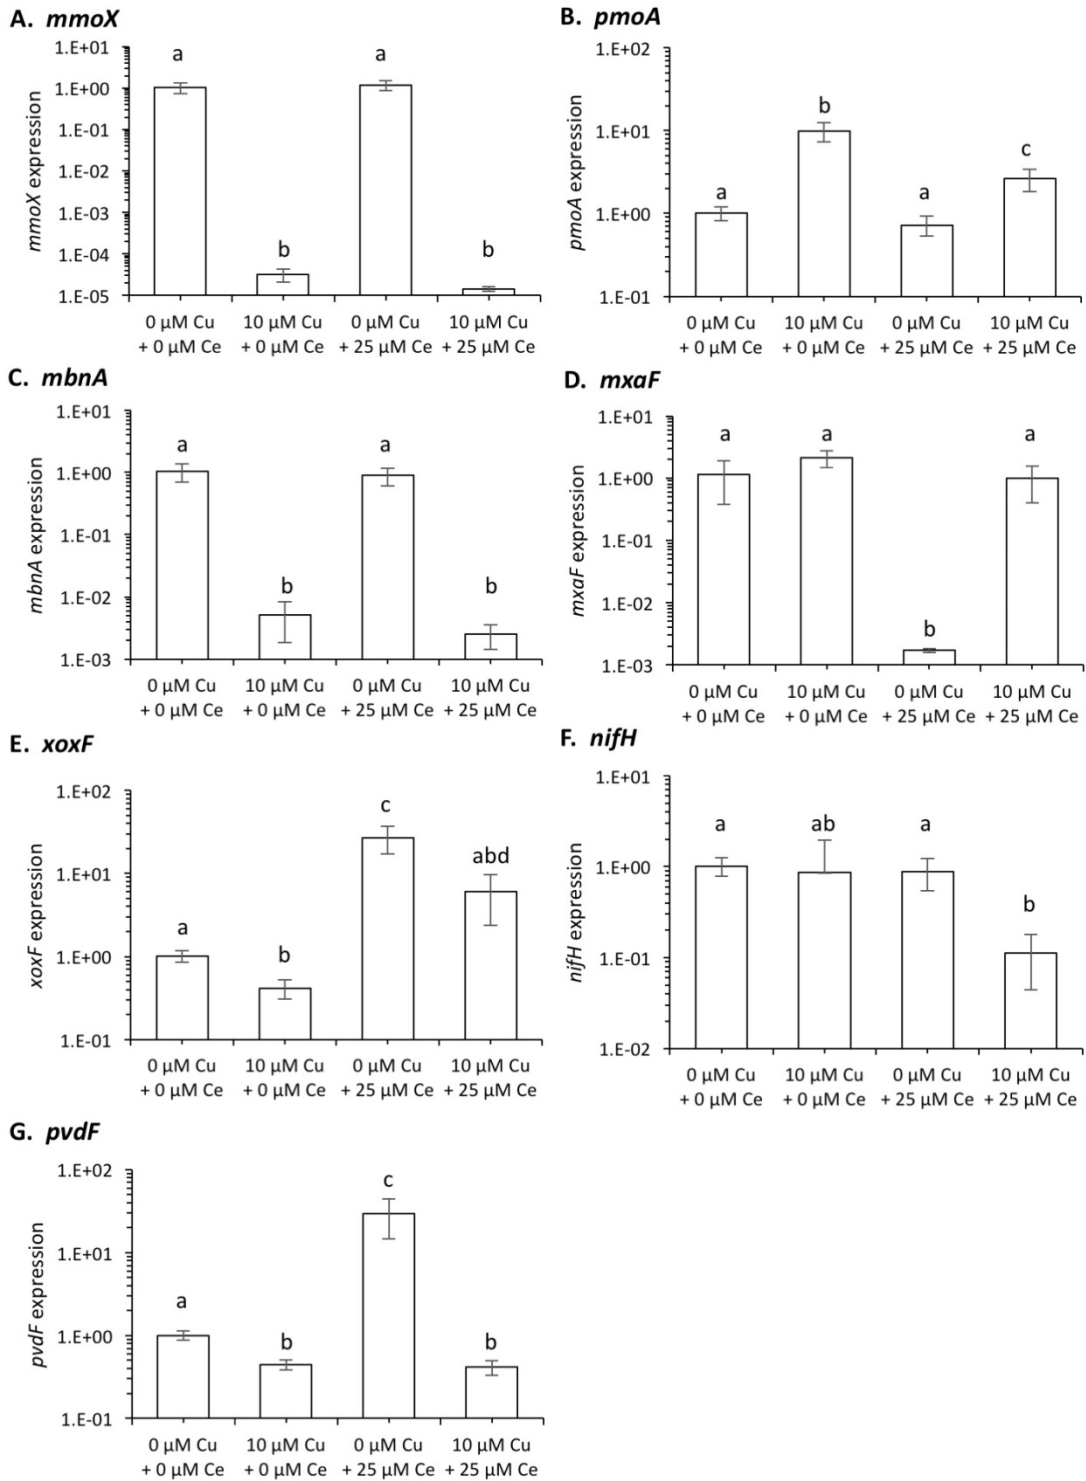 A. mmoX
mmoX expression
1.E+01
1.E+00
1.E-01
1.E-02
1.E-03
1.E-04
1.E-05
a
b
a
b
0 µM Cu 10 µM Cu 0 µM Cu 10 µM Cu
+ 0 µM Ce + 0 µM Ce + 25 µM Ce + 25 µM Ce
B. pmoA
pmoA expression
1.E+02
1.E+01
1.E+00
1.E-01
a
b
a
c
0 µM Cu 10 µM Cu 0 µM Cu 10 µM Cu
+ 0 µM Ce + 0 µM Ce + 25 µM Ce + 25 µM Ce
C. mbnA
mbnA expression
1.E+01
1.E+00
1.E-01
1.E-02
1.E-03
a
b
a
b
0 µM Cu 10 µM Cu 0 µM Cu 10 µM Cu
+ 0 µM Ce + 0 µM Ce + 25 µM Ce + 25 µM Ce
D. mxaF
mxaF expression
1.E+01
1.E+00
1.E-01
1.E-02
1.E-03
a
a
b
a
0 µM Cu 10 µM Cu 0 µM Cu 10 µM Cu
+ 0 µM Ce + 0 µM Ce + 25 µM Ce + 25 µM Ce
E. xoxF
xoxF expression
1.E+02
1.E+01
1.E+00
1.E-01
a
b
c
abd
0 µM Cu 10 µM Cu 0 µM Cu 10 µM Cu
+ 0 µM Ce + 0 µM Ce + 25 µM Ce + 25 µM Ce
F. nifH
nifH expression
1.E+01
1.E+00
1.E-01
1.E-02
a
ab
a
b
0 µM Cu 10 µM Cu 0 µM Cu 10 µM Cu
+ 0 µM Ce + 0 µM Ce + 25 µM Ce + 25 µM Ce
G. pvdF
pvdF expression
1.E+02
1.E+01
1.E+00
1.E-01
a
b
c
b
0 µM Cu 10 µM Cu 0 µM Cu 10 µM Cu
+ 0 µM Ce + 0 µM Ce + 25 µM Ce + 25 µM Ce